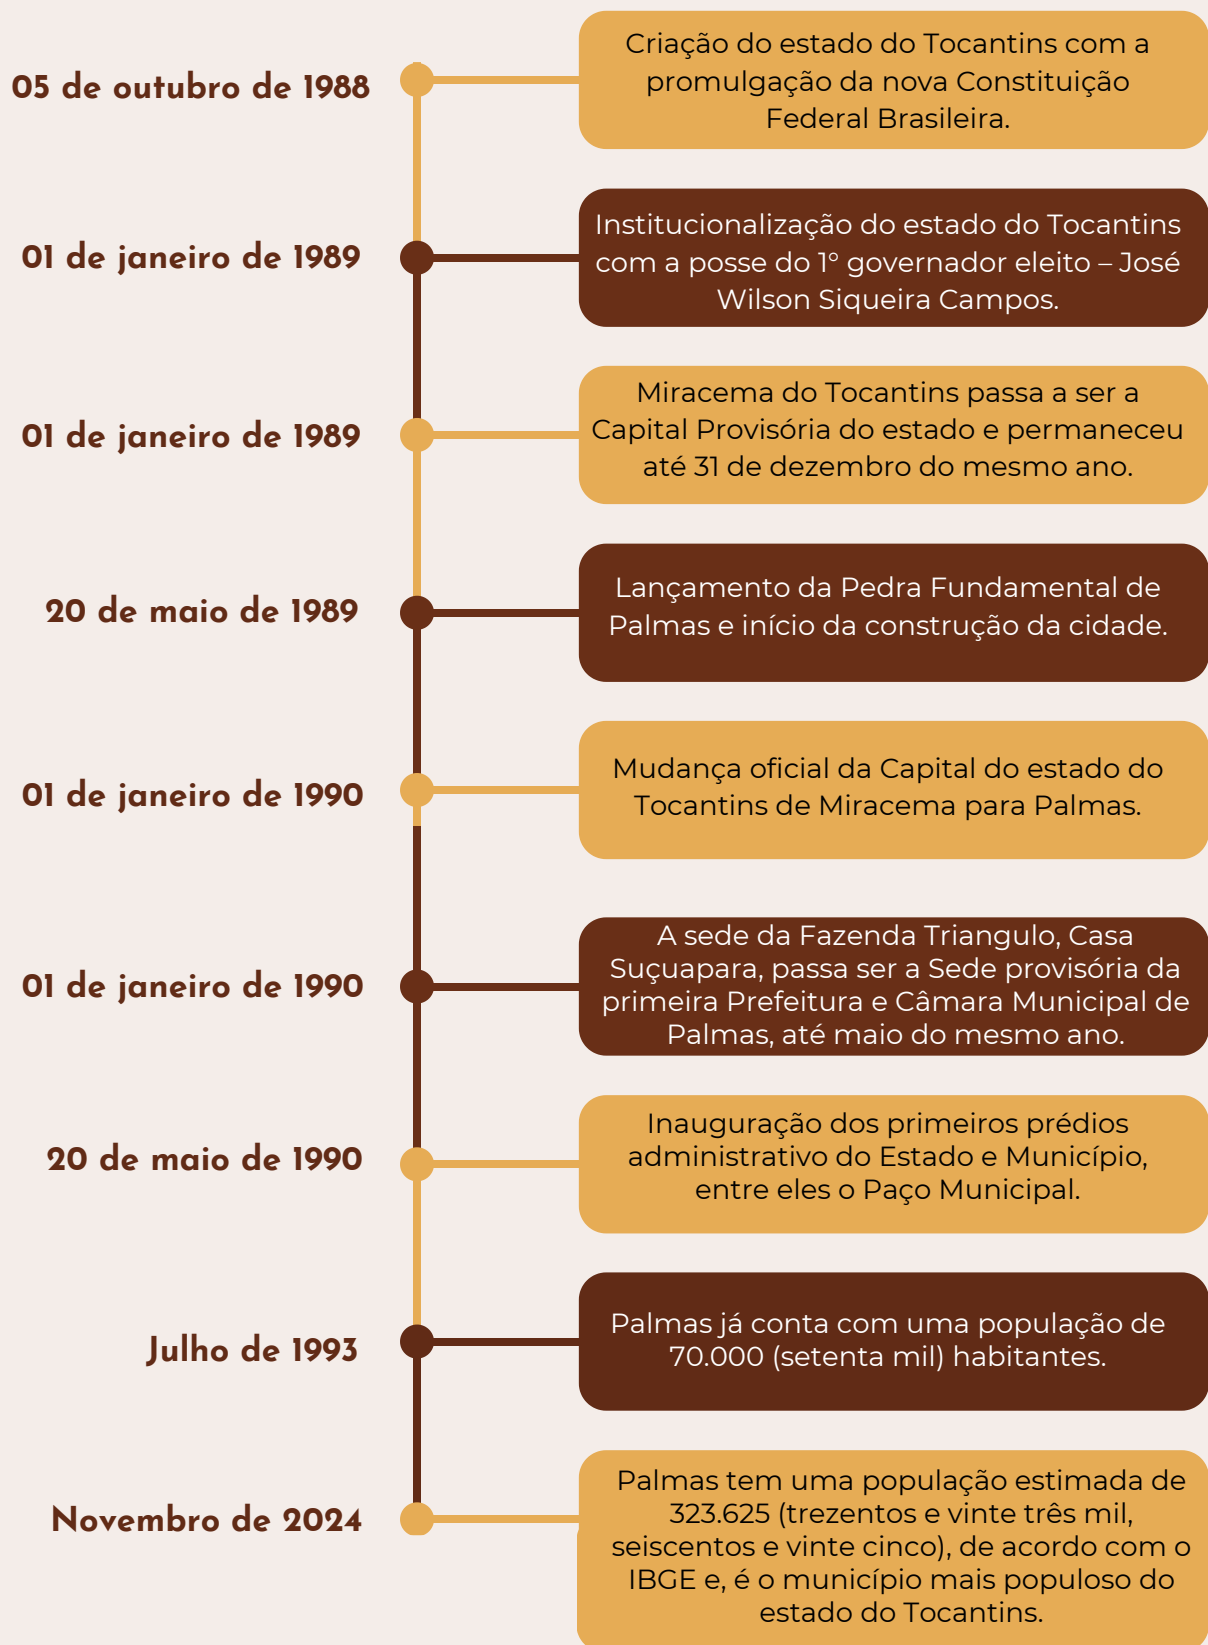 05 de outubro de 1988
Criação do estado do Tocantins com a
promulgação da nova Constituição
Federal Brasileira.
01 de janeiro de 1989
Institucionalização do estado do Tocantins
com a posse do 1° governador eleito – José
Wilson Siqueira Campos.
01 de janeiro de 1989
Miracema do Tocantins passa a ser a
Capital Provisória do estado e permaneceu
até 31 de dezembro do mesmo ano.
20 de maio de 1989
Lançamento da Pedra Fundamental de
Palmas e início da construção da cidade.
01 de janeiro de 1990
Mudança oficial da Capital do estado do
Tocantins de Miracema para Palmas.
01 de janeiro de 1990
A sede da Fazenda Triangulo, Casa
Suçuapara, passa ser a Sede provisória da
primeira Prefeitura e Câmara Municipal de
Palmas, até maio do mesmo ano.
20 de maio de 1990
Inauguração dos primeiros prédios
administrativo do Estado e Município,
entre eles o Paço Municipal.
Julho de 1993
Palmas já conta com uma população de
70.000 (setenta mil) habitantes.
Novembro de 2024
Palmas tem uma população estimada de
323.625 (trezentos e vinte três mil,
seiscentos e vinte cinco), de acordo com o
IBGE e, é o município mais populoso do
estado do Tocantins.